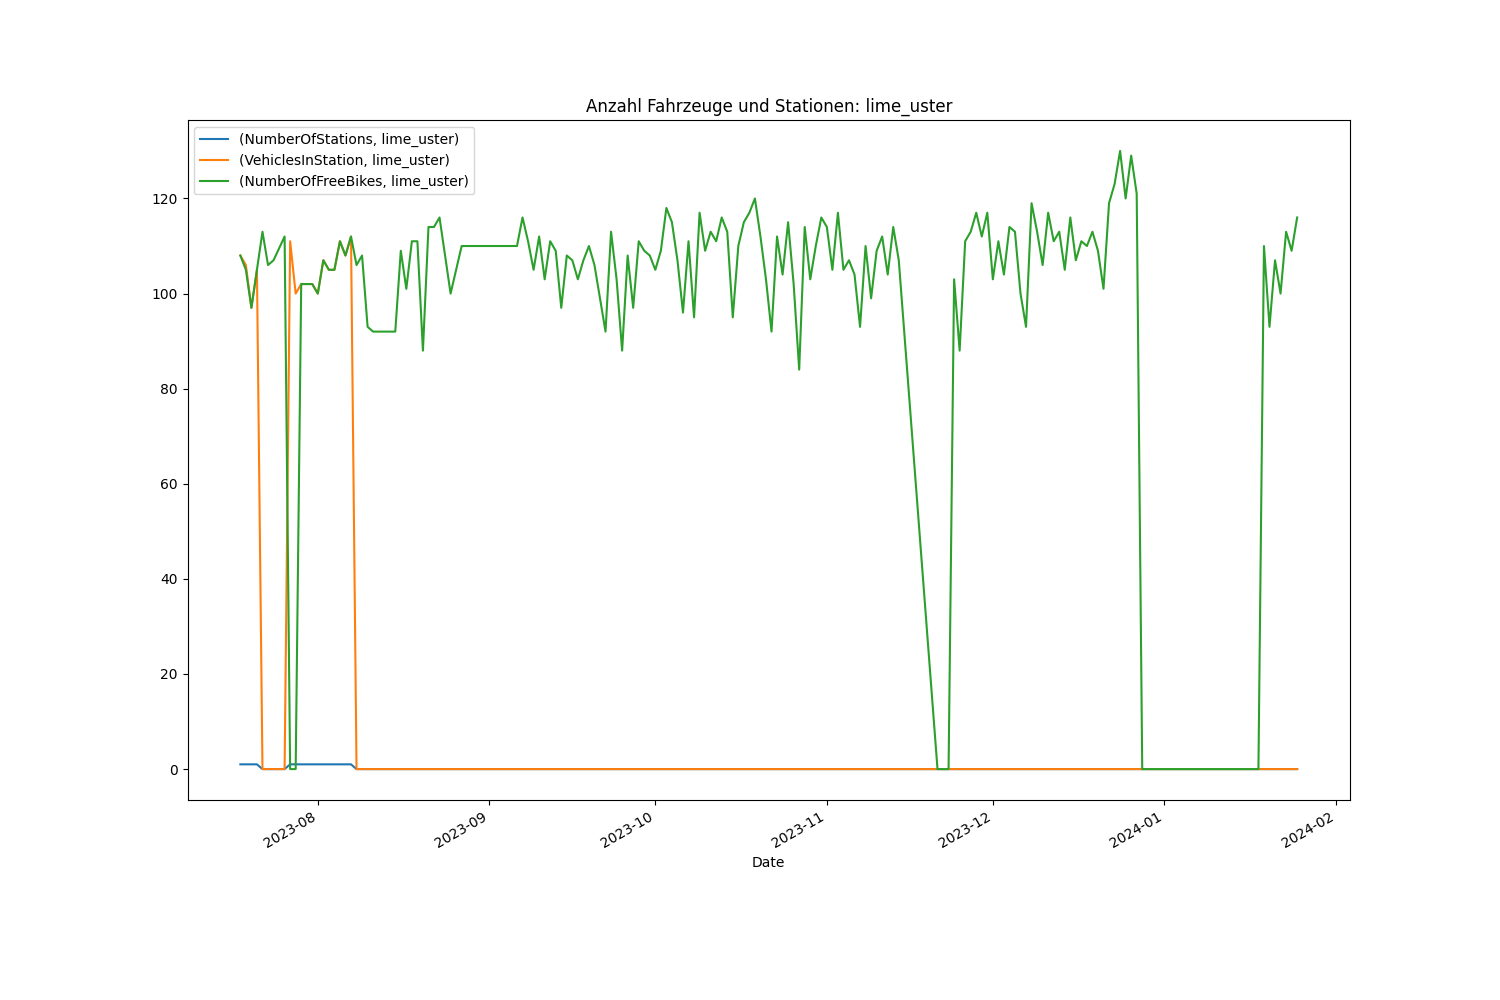 Anzahl Fahrzeuge und Stationen: lime_uster
(NumberOfStations, lime_uster)
(VehiclesInStation, lime_uster)
(NumberOfFreeBikes, lime_uster)
120
100
80
60
40
20
0
2023-08
2023-09
2023-10
2023-11
2023-12
2024-01
2024-02
Date